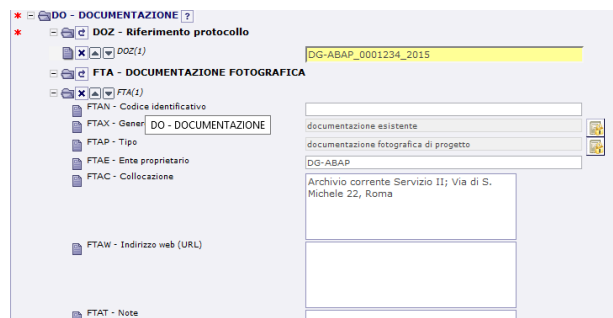 * DO - DOCUMENTAZIONE ?
* DOZ - Riferimento protocollo
DOZ(1) DG-ABAP_0001234_2015
FTA - DOCUMENTAZIONE FOTOGRAFICA
FTA(1)
FTAN - Codice identificativo
FTAX - Gener DO - DOCUMENTAZIONE documentazione esistente
FTAP - Tipo documentazione fotografica di progetto
FTAE - Ente proprietario DG-ABAP
FTAC - Collocazione Archivio corrente Servizio II; Via di S.
Michele 22, Roma
FTAW - Indirizzo web (URL)
FTAT - Note